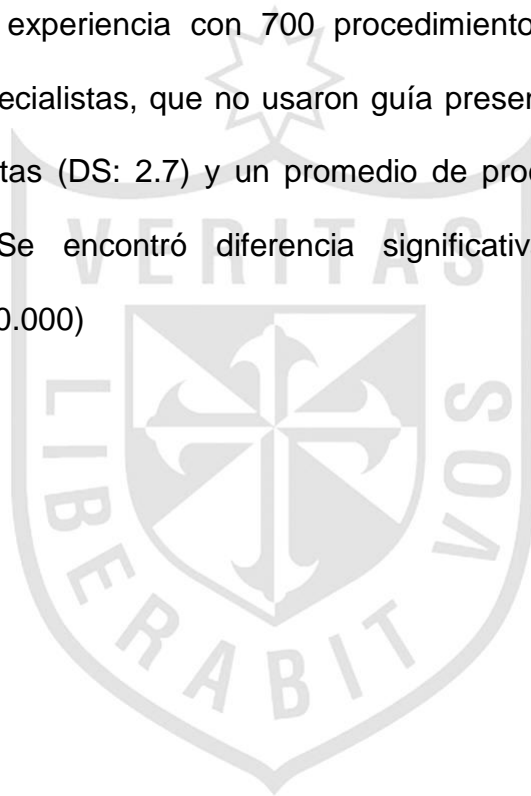 experiencia con 700 procedimiento
ecialistas, que no usaron guía preser
tas (DS: 2.7) y un promedio de proc
Se encontró diferencia significativ
0.000)
VERITAS
LIBERABIT
VOS